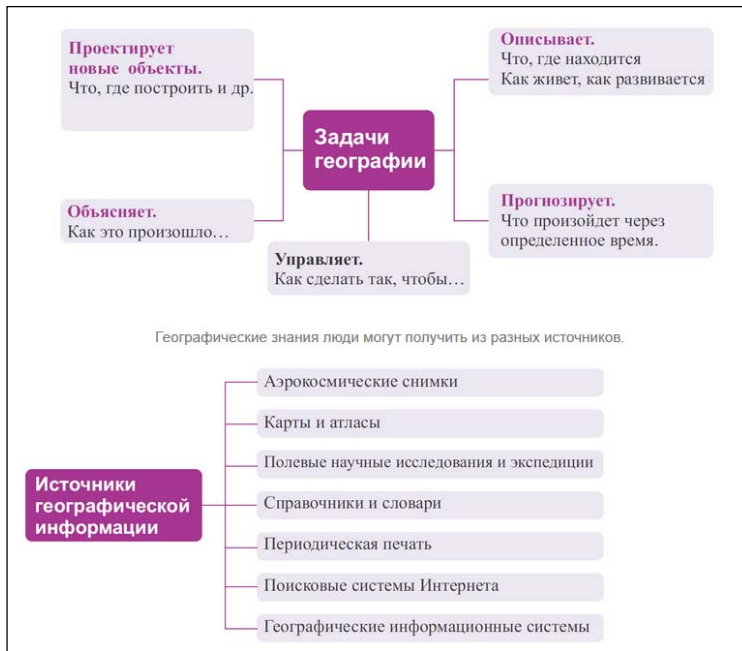 Проектирует
новые объекты.
Что, где построить и др.
Описывает.
Что, где находится
Как живет, как развивается
Задачи
географии
Объясняет.
Как это произошло…
Прогнозирует.
Что произойдет через
определенное время.
Управляет.
Как сделать так, чтобы…
Географические знания люди могут получить из разных источников.
Источники
географической
информации
Аэрокосмические снимки
Карты и атласы
Полевые научные исследования и экспедиции
Справочники и словари
Периодическая печать
Поисковые системы Интернета
Географические информационные системы